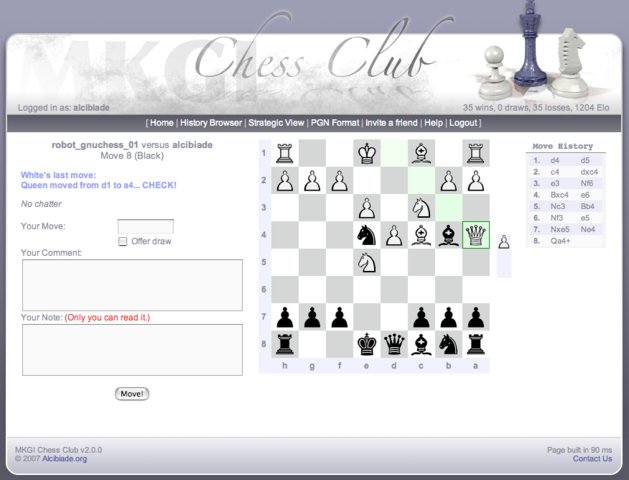 MKGI
Chess Club
Logged in as: alcibiade
35 wins, 0 draws, 35 losses, 1204 Elo
[ Home | History Browser | Strategic View | PGN Format | Invite a friend | Help | Logout ]
robot_gnuchess_01 versus alcibiade
Move 8 (Black)
White's last move:
Queen moved from d1 to a4... CHECK!
No chatter
Your Move:
Offer draw
Your Comment:
Your Note: (Only you can read it.)
Move!
1
2
3
4
5
6
7
8
h g f e d c b a
Move History
1. d4 d5
2. c4 dxc4
3. e3 Nf6
4. Bxc4 e6
5. Nc3 Bb4
6. Nf3 e5
7. Nxe5 Ne4
8. Qa4+
MKGI Chess Club v2.0.0
© 2007 Alcibiade.org
Page built in 90 ms
Contact Us